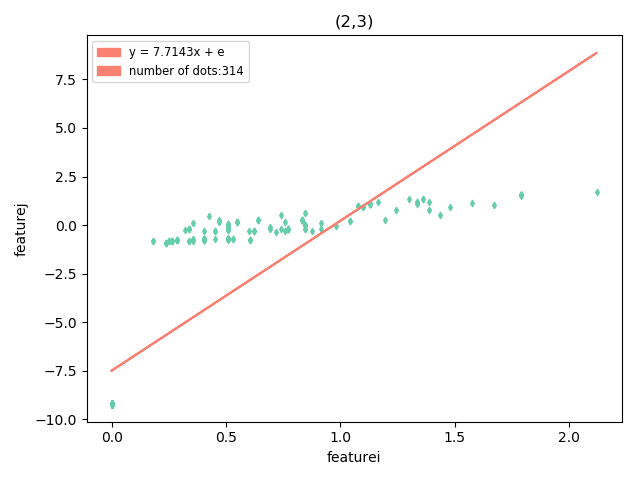 (2,3)
y = 7.7143x + e
number of dots:314
featurej
7.5
5.0
2.5
0.0
−2.5
−5.0
−7.5
−10.0
0.0 0.5 1.0 1.5 2.0
featurei